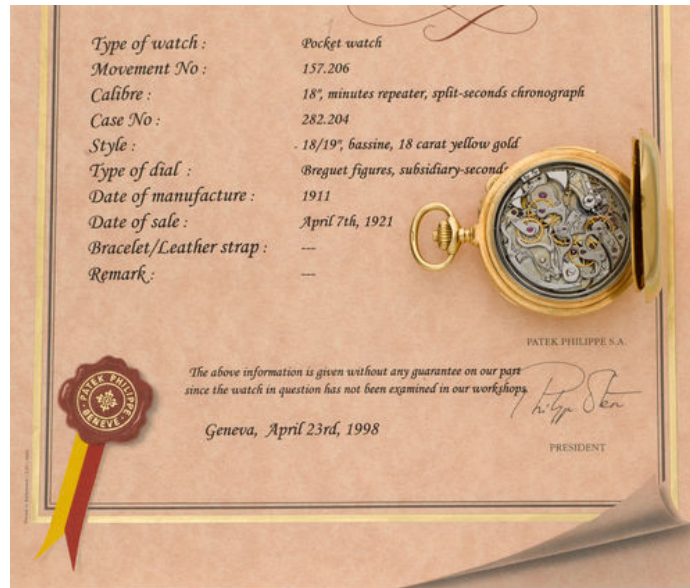 Type of watch : Pocket watch
Movement No : 157.206
Calibre : 18''', minutes repeater, split-seconds chronograph
Case No : 282.204
Style : 18/19''', bassine, 18 carat yellow gold
Type of dial : Breguet figures, subsidiary-seconds
Date of manufacture : 1911
Date of sale : April 7th, 1921
Bracelet/Leather strap : ---
Remark : ---
PATEK PHILIPPE S.A.
The above information is given without any guarantee on our part
since the watch in question has not been examined in our workshops.
Philipp Stern
Geneva, April 23rd, 1998
PRESIDENT
PATEK PHILIPPE
GENEVE